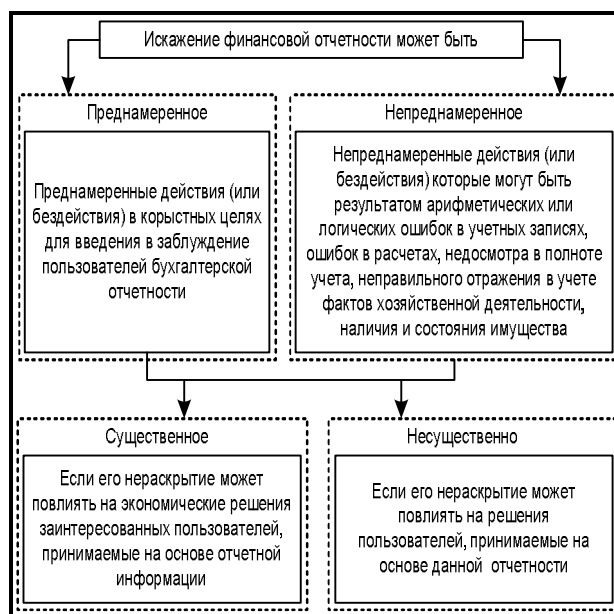 Искажение финансовой отчетности может быть
Преднамеренное
Преднамеренные действия (или
бездействия) в корыстных целях
для введения в заблуждение
пользователей бухгалтерской
отчетности
Непреднамеренное
Непреднамеренные действия (или
бездействия) которые могут быть
результатом арифметических или
логических ошибок в учетных записях,
ошибок в расчетах, недосмотра в полноте
учета, неправильного отражения в учете
фактов хозяйственной деятельности,
наличия и состояния имущества
Существенное
Если его нераскрытие может
повлиять на экономические решения
заинтересованных пользователей,
принимаемые на основе отчетной
информации
Несущественно
Если его нераскрытие может
повлиять на решения
пользователей, принимаемые на
основе данной отчетности